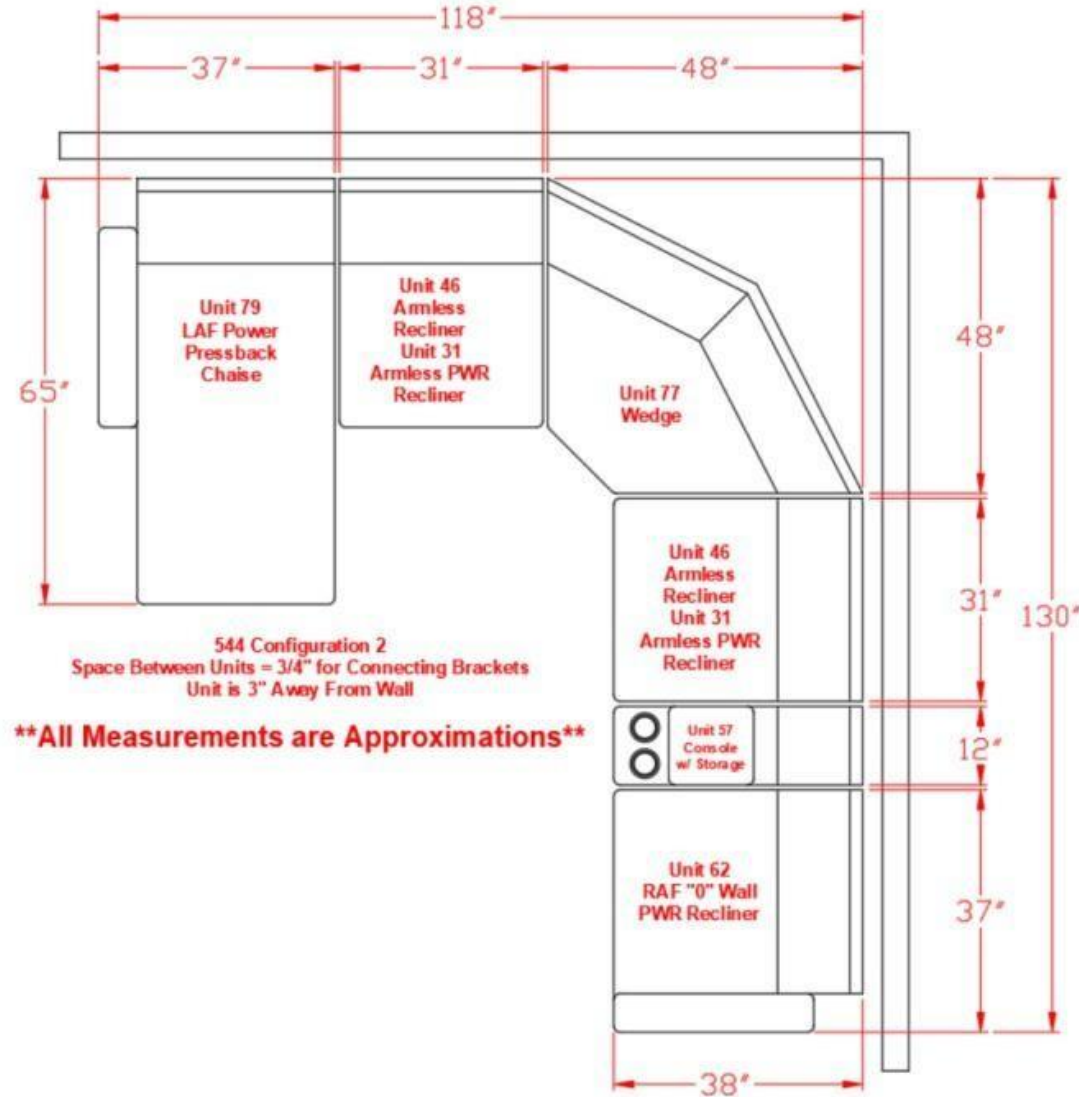 118"
37"
31"
48"
Unit 79
LAF Power
Pressback
Chaise
Unit 46
Armless
Recliner
Unit 31
Armless PWR
Recliner
Unit 77
Wedge
48"
65"
Unit 46
Armless
Recliner
Unit 31
Armless PWR
Recliner
31"
130"
544 Configuration 2
Space Between Units = 3/4" for Connecting Brackets
Unit is 3" Away From Wall
**All Measurements are Approximations**
Unit 57
Console
w/ Storage
12"
Unit 62
RAF "0" Wall
PWR Recliner
37"
38"